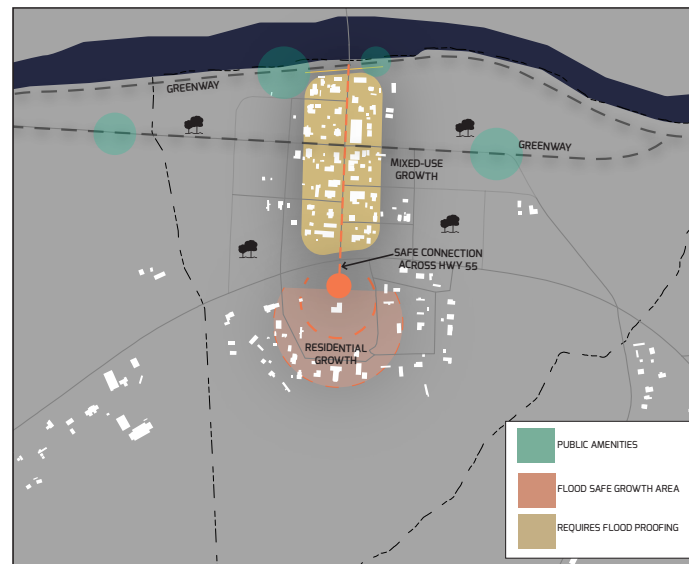 GREENWAY
GREENWAY
MIXED-USE
GROWTH
SAFE CONNECTION
ACROSS HWY 55
RESIDENTIAL
GROWTH
PUBLIC AMENITIES
FLOOD SAFE GROWTH AREA
REQUIRES FLOOD PROOFING